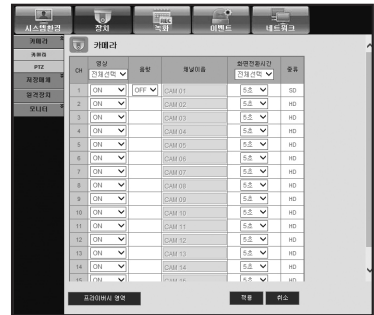 시스템환경 장치 녹화 이벤트 네트워크
REC
카메라
카메라
PTZ
저장매체
원격장치
모니터
카메라
CH 영상 음량 채널이름 화면전환시간 종류
전체선택 전체선택
1 ON OFF CAM 01 5초 SD
2 ON CAM 02 5초 HD
3 ON CAM 03 5초 HD
4 ON CAM 04 5초 HD
5 ON CAM 05 5초 HD
6 ON CAM 06 5초 HD
7 ON CAM 07 5초 HD
8 ON CAM 08 5초 HD
9 ON CAM 09 5초 HD
10 ON CAM 10 5초 HD
11 ON CAM 11 5초 HD
12 ON CAM 12 5초 HD
13 ON CAM 13 5초 HD
14 ON CAM 14 5초 HD
15 ON CAM 15 5초 HD
프라이버시 영역 적용 취소